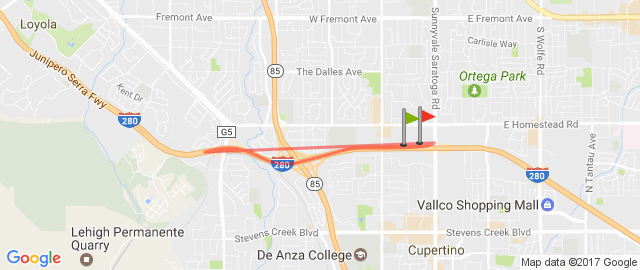 Loyola
Fremont Ave
W Fremont Ave
E Fremont Ave
Carlisle Way
Sunnyvale Saratoga Rd
S Wolfe Rd
Junipero Serra Fwy
Kent Dr
85
The Dalles Ave
Ortega Park
280
G5
E Homestead Rd
280
280
N Tantau Ave
85
Vallco Shopping Mall
Stevens Creek Blvd
Stevens Creek Blvd
Lehigh Permanente
Quarry
De Anza College
Cupertino
Google
Map data ©2017 Google